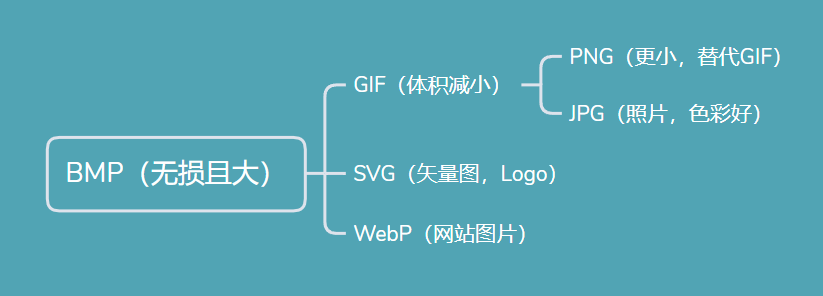 PNG（更小，替代GIF）
GIF（体积减小）
JPG（照片，色彩好）
BMP（无损且大）
SVG（矢量图，Logo）
WebP（网站图片）